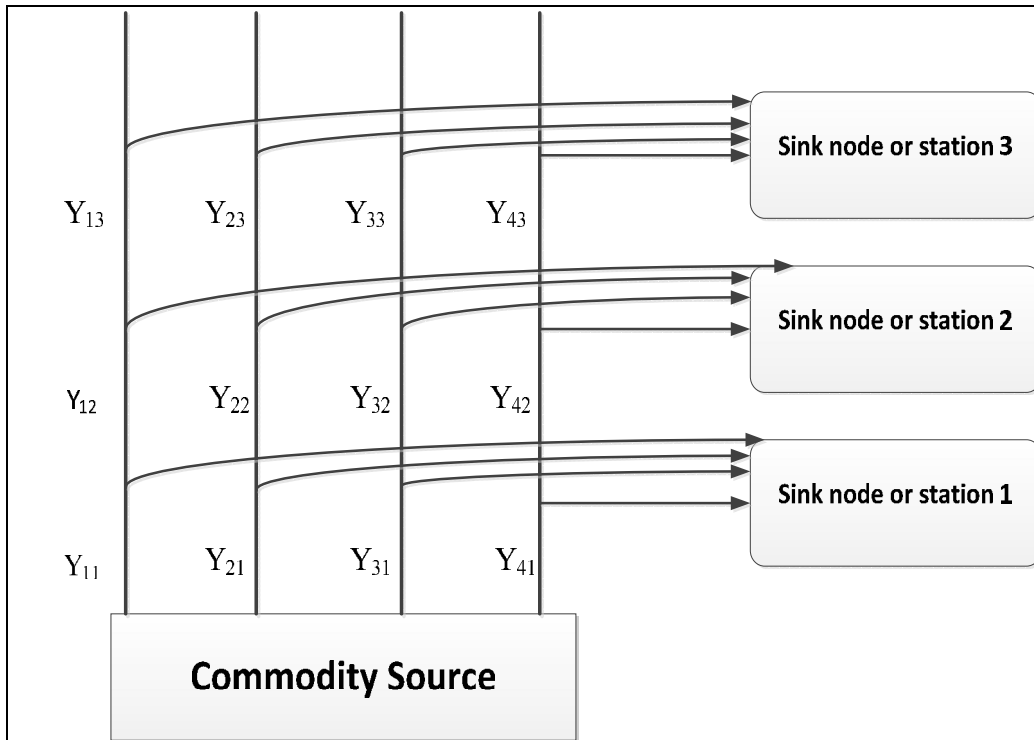 Sink node or station 3
Y₁₃ Y₂₃ Y₃₃ Y₄₃
Sink node or station 2
Y₁₂ Y₂₂ Y₃₂ Y₄₂
Sink node or station 1
Y₁₁ Y₂₁ Y₃₁ Y₄₁
Commodity Source